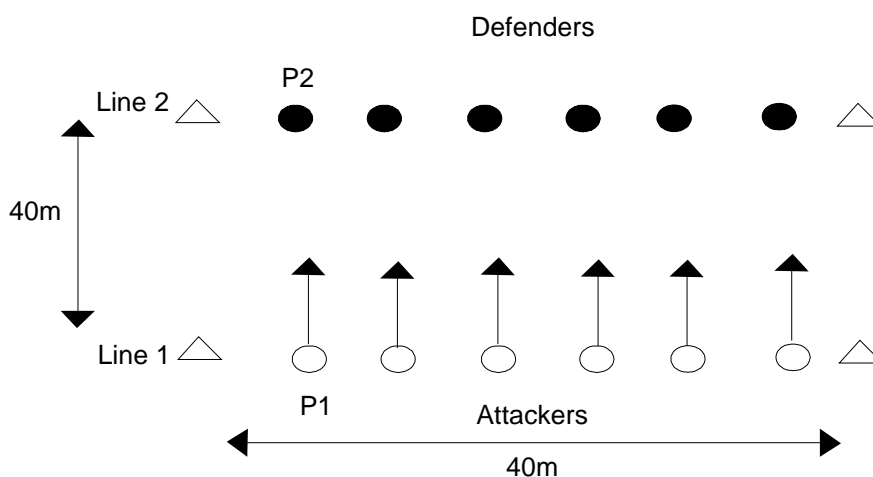 Defenders
P2
Line 2
40m
Line 1
P1
Attackers
40m